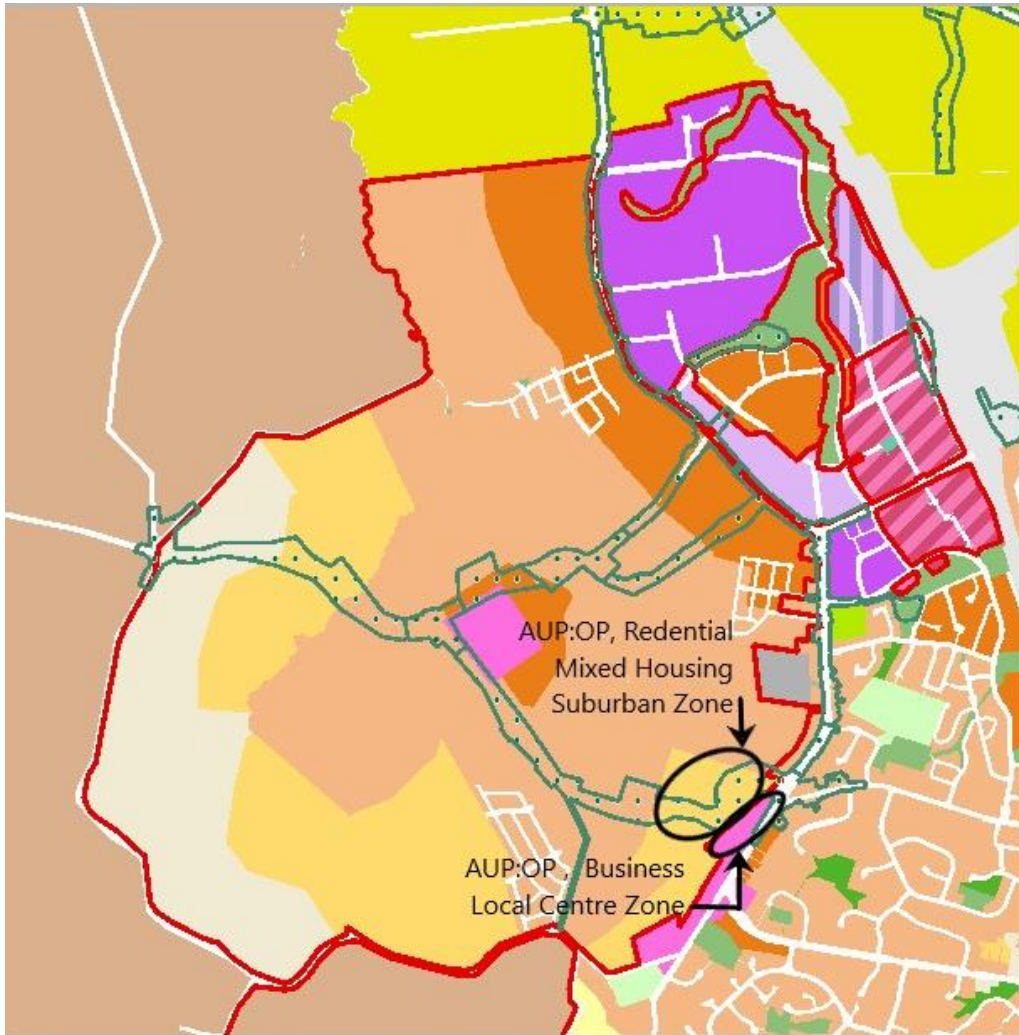 AUP:OP, Redential
Mixed Housing
Suburban Zone
AUP:OP , Business
Local Centre Zone